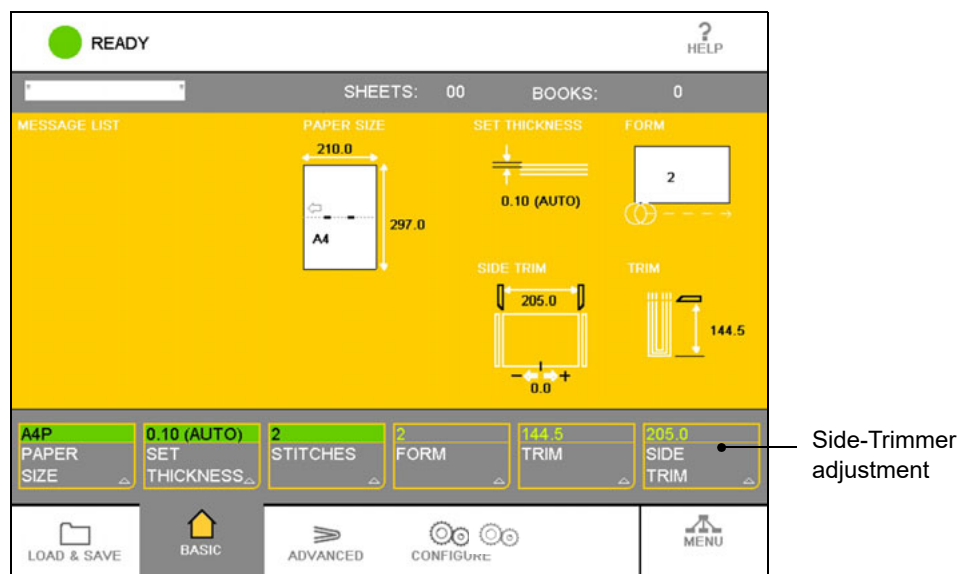 READY
?
HELP
SHEETS: 00 BOOKS: 0
MESSAGE LIST
PAPER SIZE
210.0
297.0
A4
SET THICKNESS
0.10 (AUTO)
FORM
2
SIDE TRIM
205.0
- +
0.0
TRIM
144.5
A4P
PAPER
SIZE
0.10 (AUTO)
SET
THICKNESS
2
STITCHES
2
FORM
144.5
TRIM
205.0
SIDE
TRIM
Side-Trimmer
adjustment
LOAD & SAVE
BASIC
ADVANCED
CONFIGURE
MENU